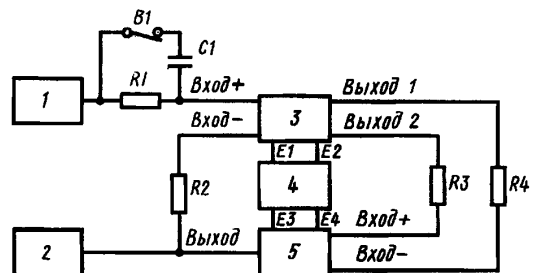 B1
C1
R1
Вход+
Выход 1
1
Вход-
3
Выход 2
E1 E2
R2
4
R3
R4
E3 E4
Вход+
2
Выход
5
Вход-